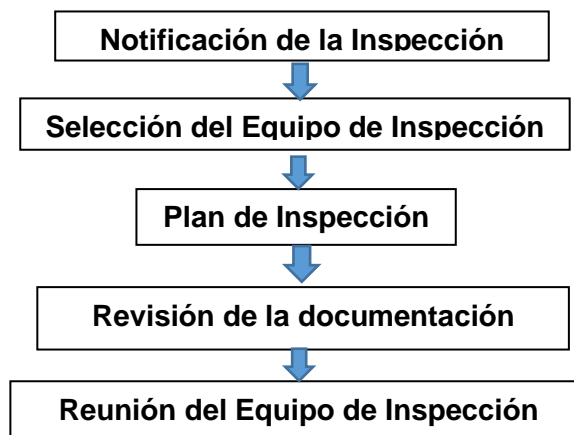 Notificación de la Inspección
Selección del Equipo de Inspección
Plan de Inspección
Revisión de la documentación
Reunión del Equipo de Inspección